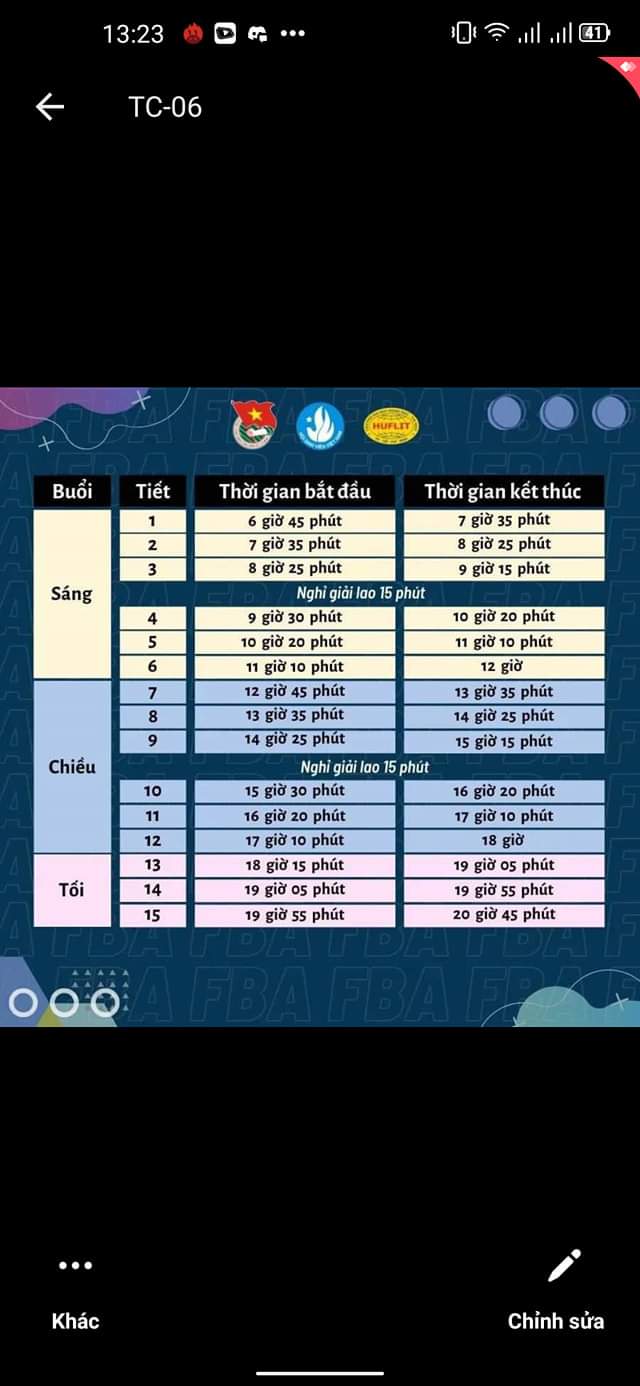 13:23
41
TC-06
HUFLIT
Buổi Tiết Thời gian bắt đầu Thời gian kết thúc
Sáng
1 6 giờ 45 phút 7 giờ 35 phút
2 7 giờ 35 phút 8 giờ 25 phút
3 8 giờ 25 phút 9 giờ 15 phút
Nghỉ giải lao 15 phút
4 9 giờ 30 phút 10 giờ 20 phút
5 10 giờ 20 phút 11 giờ 10 phút
6 11 giờ 10 phút 12 giờ
Chiều
7 12 giờ 45 phút 13 giờ 35 phút
8 13 giờ 35 phút 14 giờ 25 phút
9 14 giờ 25 phút 15 giờ 15 phút
Nghỉ giải lao 15 phút
10 15 giờ 30 phút 16 giờ 20 phút
11 16 giờ 20 phút 17 giờ 10 phút
12 17 giờ 10 phút 18 giờ
Tối
13 18 giờ 15 phút 19 giờ 05 phút
14 19 giờ 05 phút 19 giờ 55 phút
15 19 giờ 55 phút 20 giờ 45 phút
FBA FBA FBA FBA
Khác
Chỉnh sửa